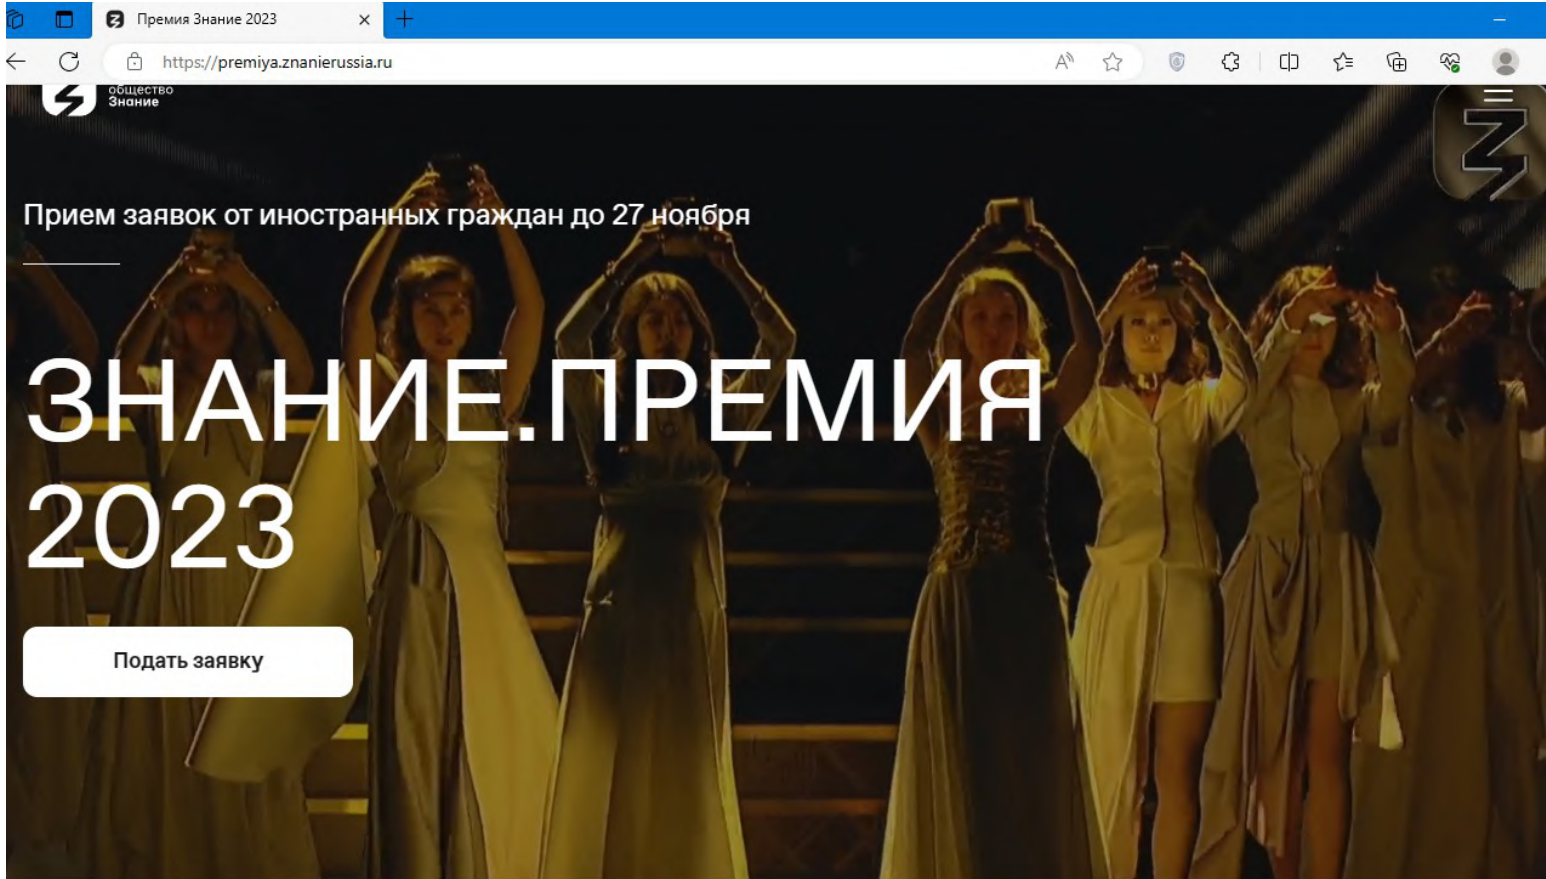 Премия Знание 2023
https://premiya.znanierussia.ru
общество
Знание
Прием заявок от иностранных граждан до 27 ноября
ЗНАНИЕ.ПРЕМИЯ
2023
Подать заявку